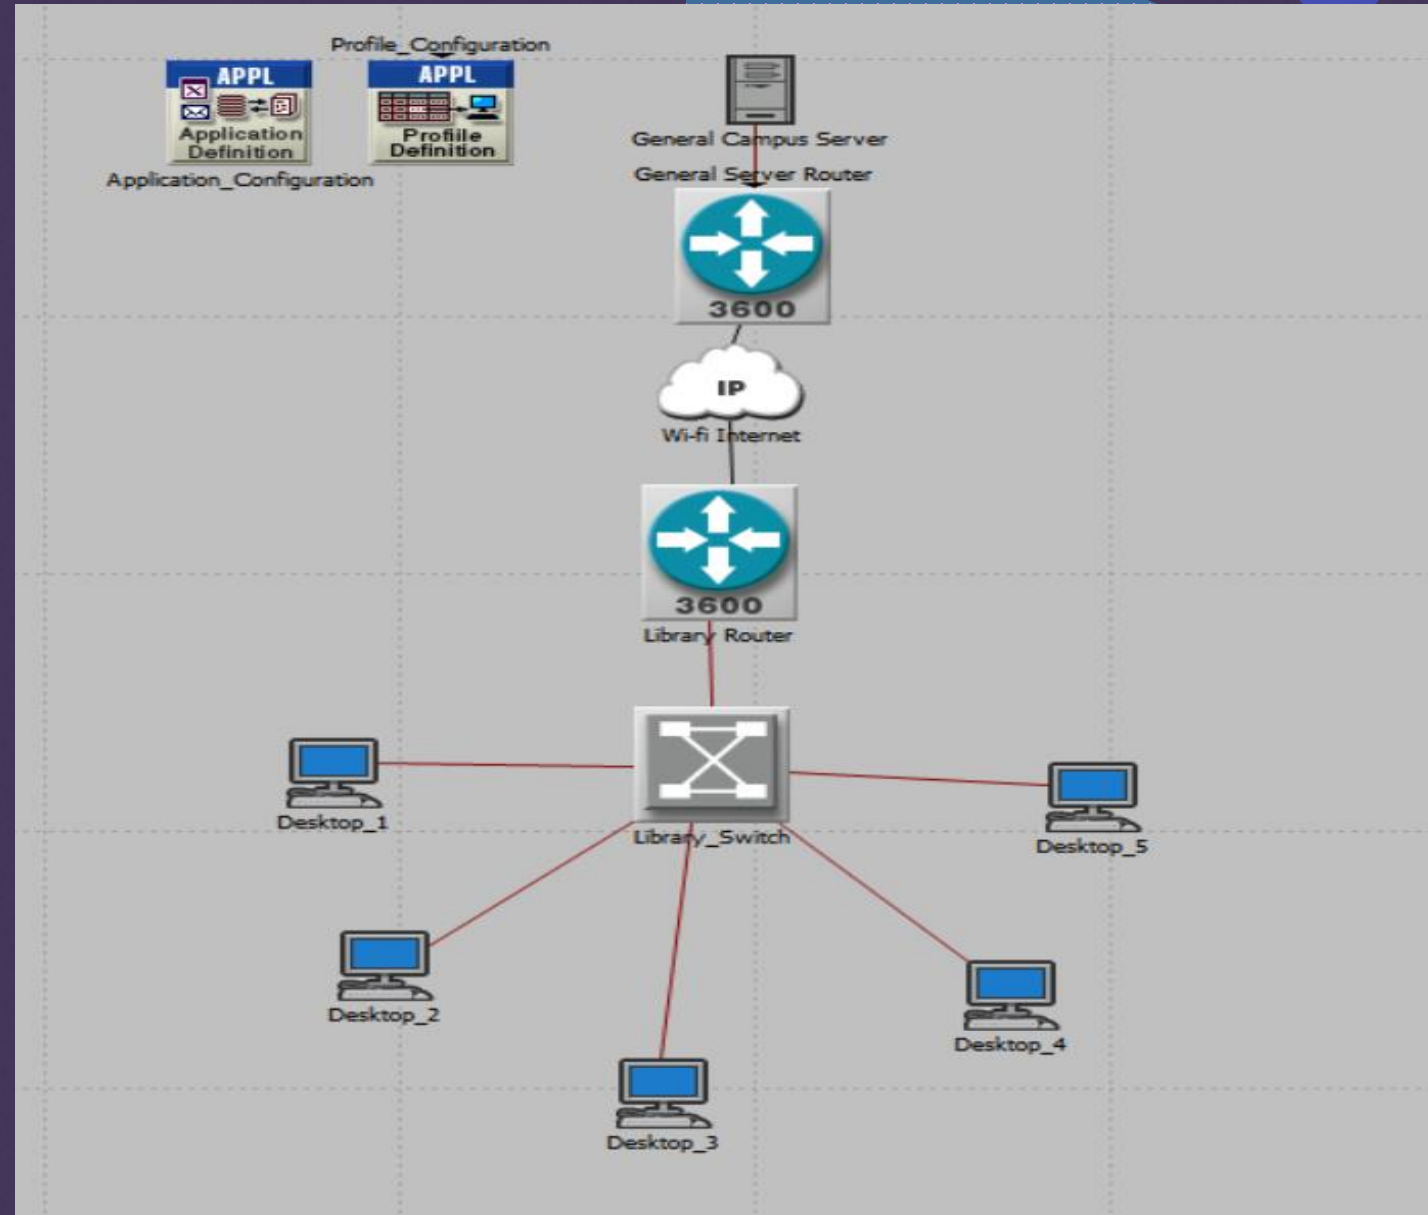 Profile_Configuration
APPL
Application
Definition
Application_Configuration
APPL
Profiile
Definition
General Campus Server
General Server Router
3600
IP
Wi-fi Internet
3600
Library Router
Library_Switch
Desktop_1
Desktop_5
Desktop_2
Desktop_4
Desktop_3